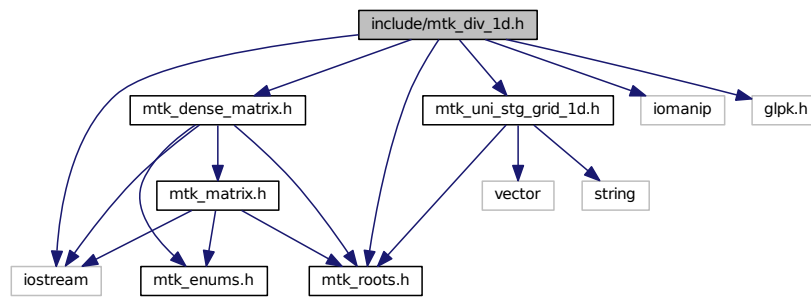 include/mtk_div_1d.h
mtk_dense_matrix.h
mtk_uni_stg_grid_1d.h
iomanip
glpk.h
mtk_matrix.h
vector
string
iostream
mtk_enums.h
mtk_roots.h